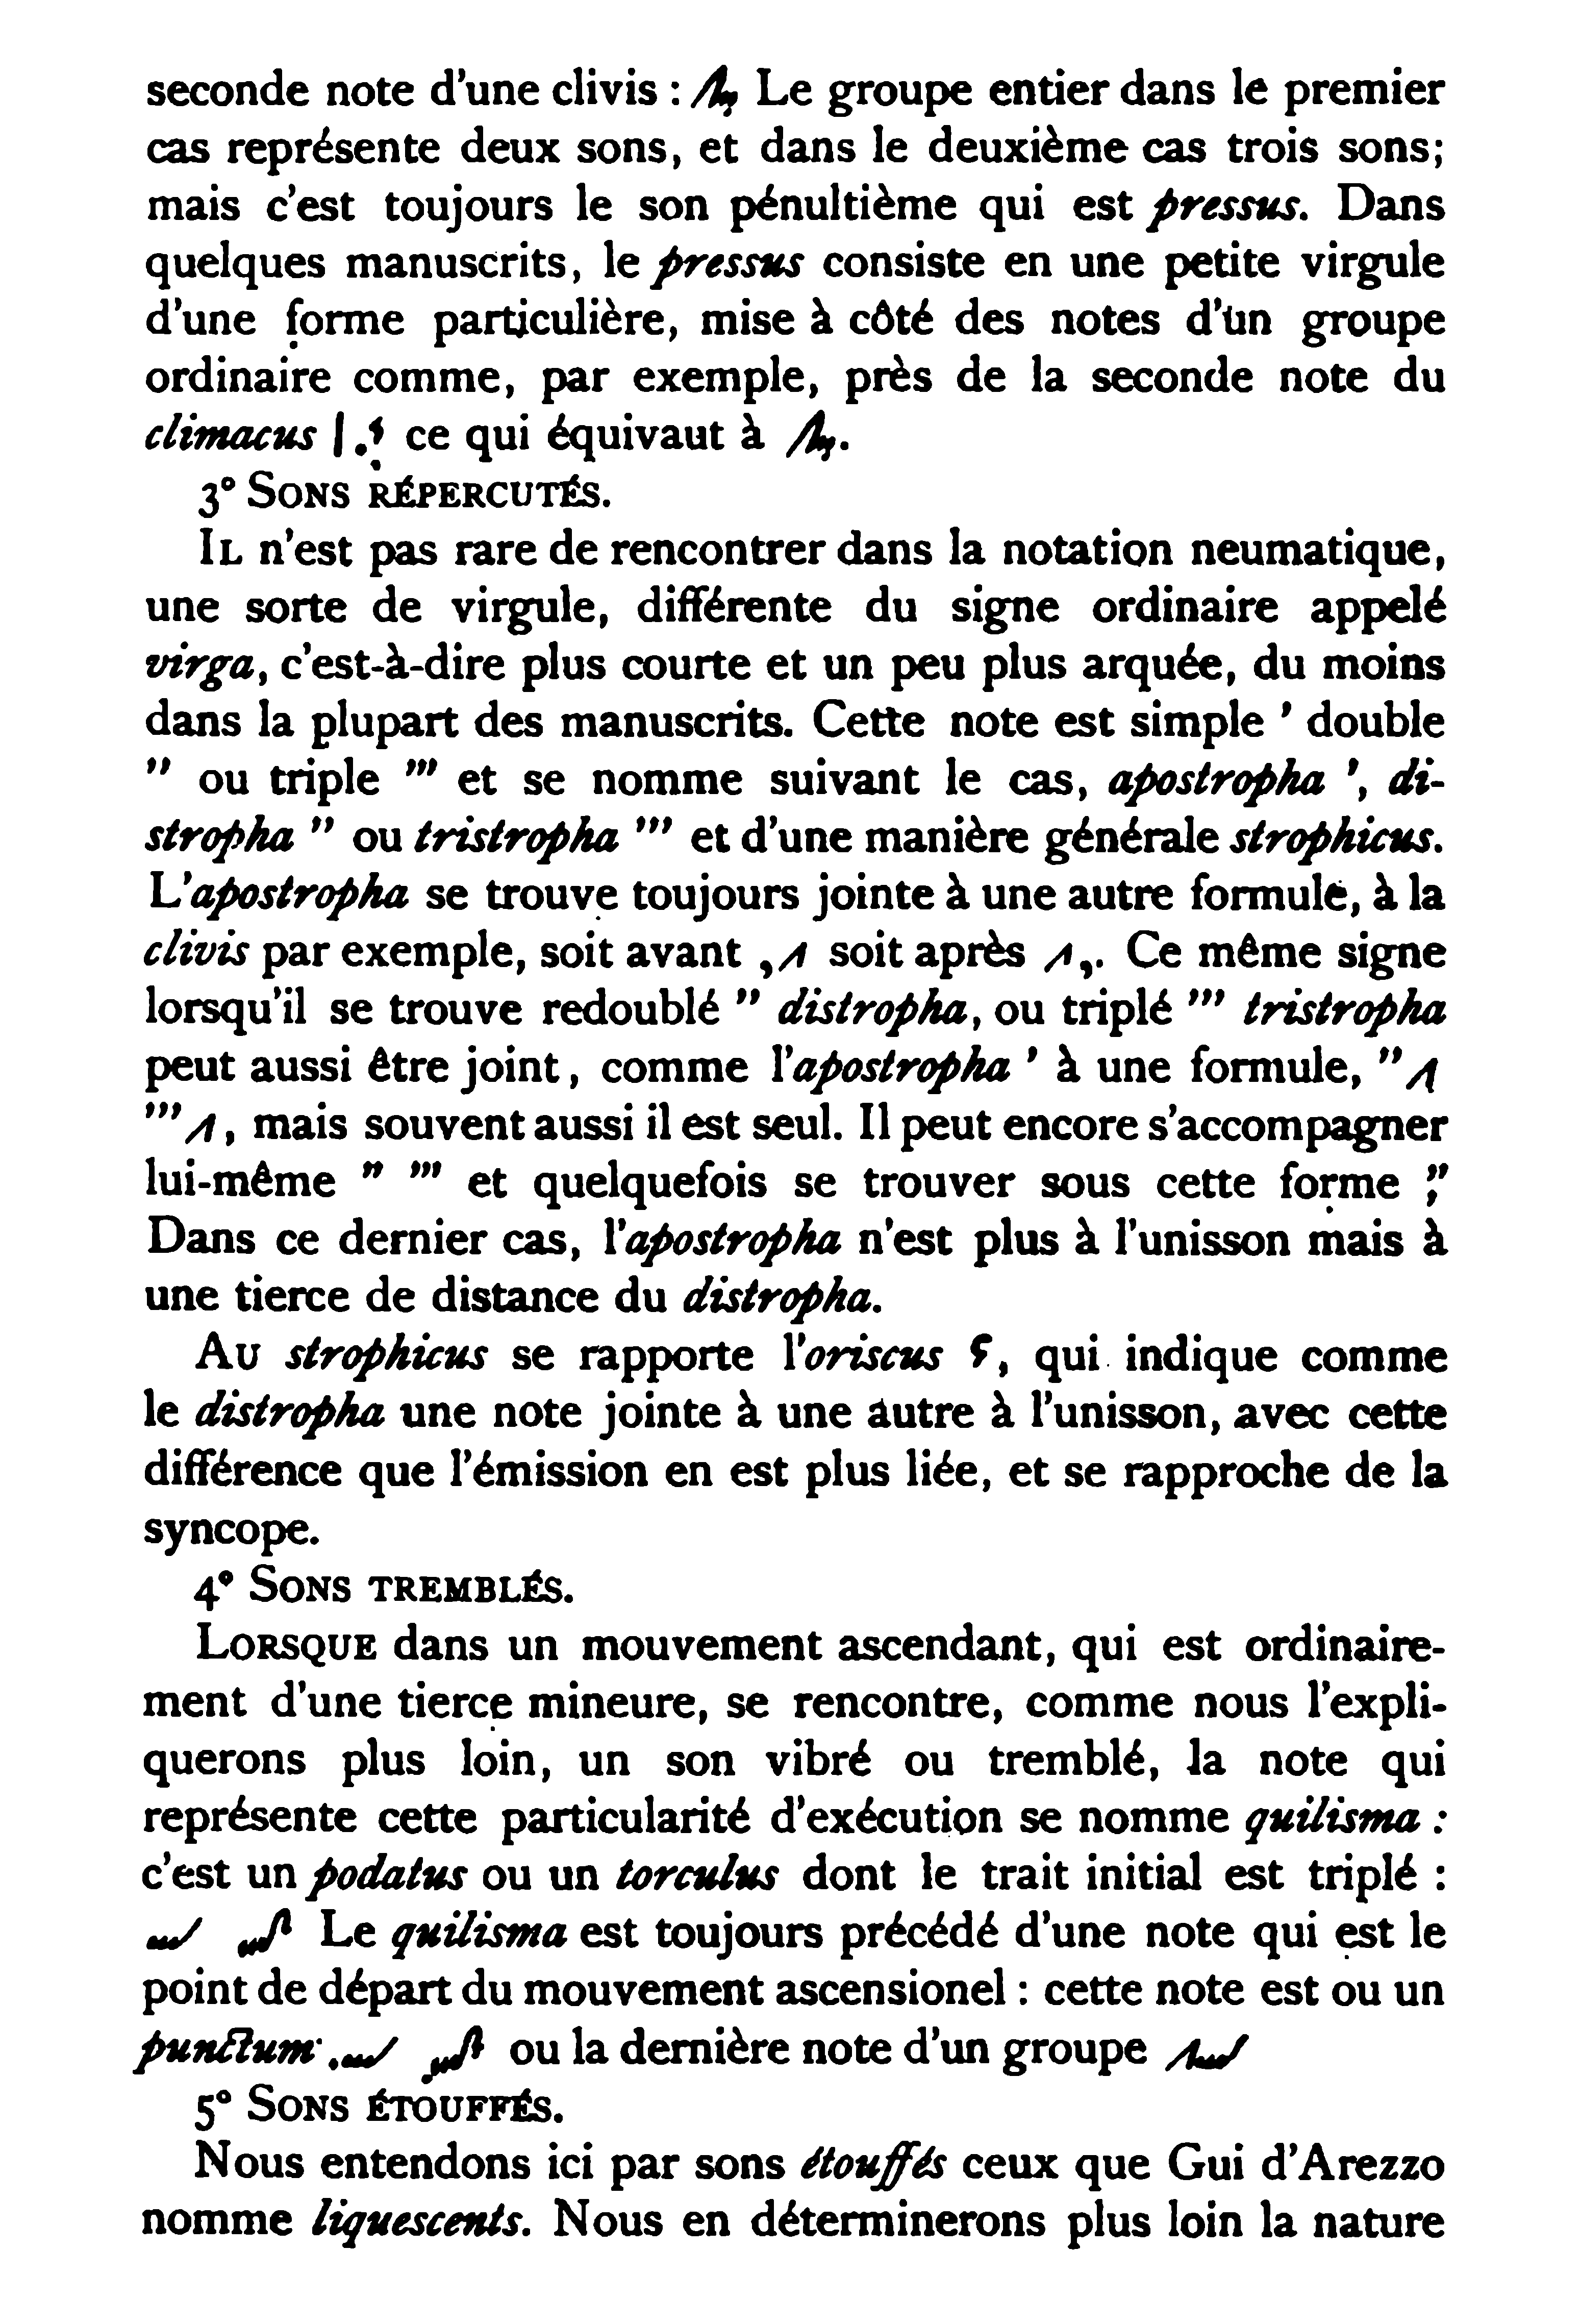 seconde note d'une clivis : Le groupe entier dans le premier
cas représente deux sons, et dans le deuxième cas trois sons;
mais c'est toujours le son pénultième qui est pressus. Dans
quelques manuscrits, le pressus consiste en une petite virgule
d'une forme particulière, mise à côté des notes d'un groupe
ordinaire comme, par exemple, près de la seconde note du
climacus ce qui équivaut à .
3° SONS RÉPERCUTÉS.
IL n'est pas rare de rencontrer dans la notation neumatique,
une sorte de virgule, différente du signe ordinaire appelé
virga, c'est-à-dire plus courte et un peu plus arquée, du moins
dans la plupart des manuscrits. Cette note est simple ’ double
’’ ou triple ’’’ et se nomme suivant le cas, apostropha ’, di-
stropha ’’ ou tristropha ’’’ et d'une manière générale strophicus.
L'apostropha se trouve toujours jointe à une autre formule, à la
clivis par exemple, soit avant soit après . Ce même signe
lorsqu'il se trouve redoublé ’’ distropha, ou triplé ’’’ tristropha
peut aussi être joint, comme l'apostropha ’ à une formule, ’’
’’’ , mais souvent aussi il est seul. Il peut encore s'accompagner
lui-même ’’ ’’’ et quelquefois se trouver sous cette forme
Dans ce dernier cas, l'apostropha n'est plus à l'unisson mais à
une tierce de distance du distropha.
AU strophicus se rapporte l'oriscus , qui indique comme
le distropha une note jointe à une autre à l'unisson, avec cette
différence que l'émission en est plus liée, et se rapproche de la
syncope.
4° SONS TREMBLÉS.
LORSQUE dans un mouvement ascendant, qui est ordinaire-
ment d'une tierce mineure, se rencontre, comme nous l'expli-
querons plus loin, un son vibré ou tremblé, la note qui
représente cette particularité d'exécution se nomme quilisma :
c'est un podatus ou un torculus dont le trait initial est triplé :
Le quilisma est toujours précédé d'une note qui est le
point de départ du mouvement ascensionel : cette note est ou un
punctum ou la dernière note d'un groupe
5° SONS ÉTOUFFÉS.
Nous entendons ici par sons étouffés ceux que Gui d'Arezzo
nomme liquescents. Nous en déterminerons plus loin la nature